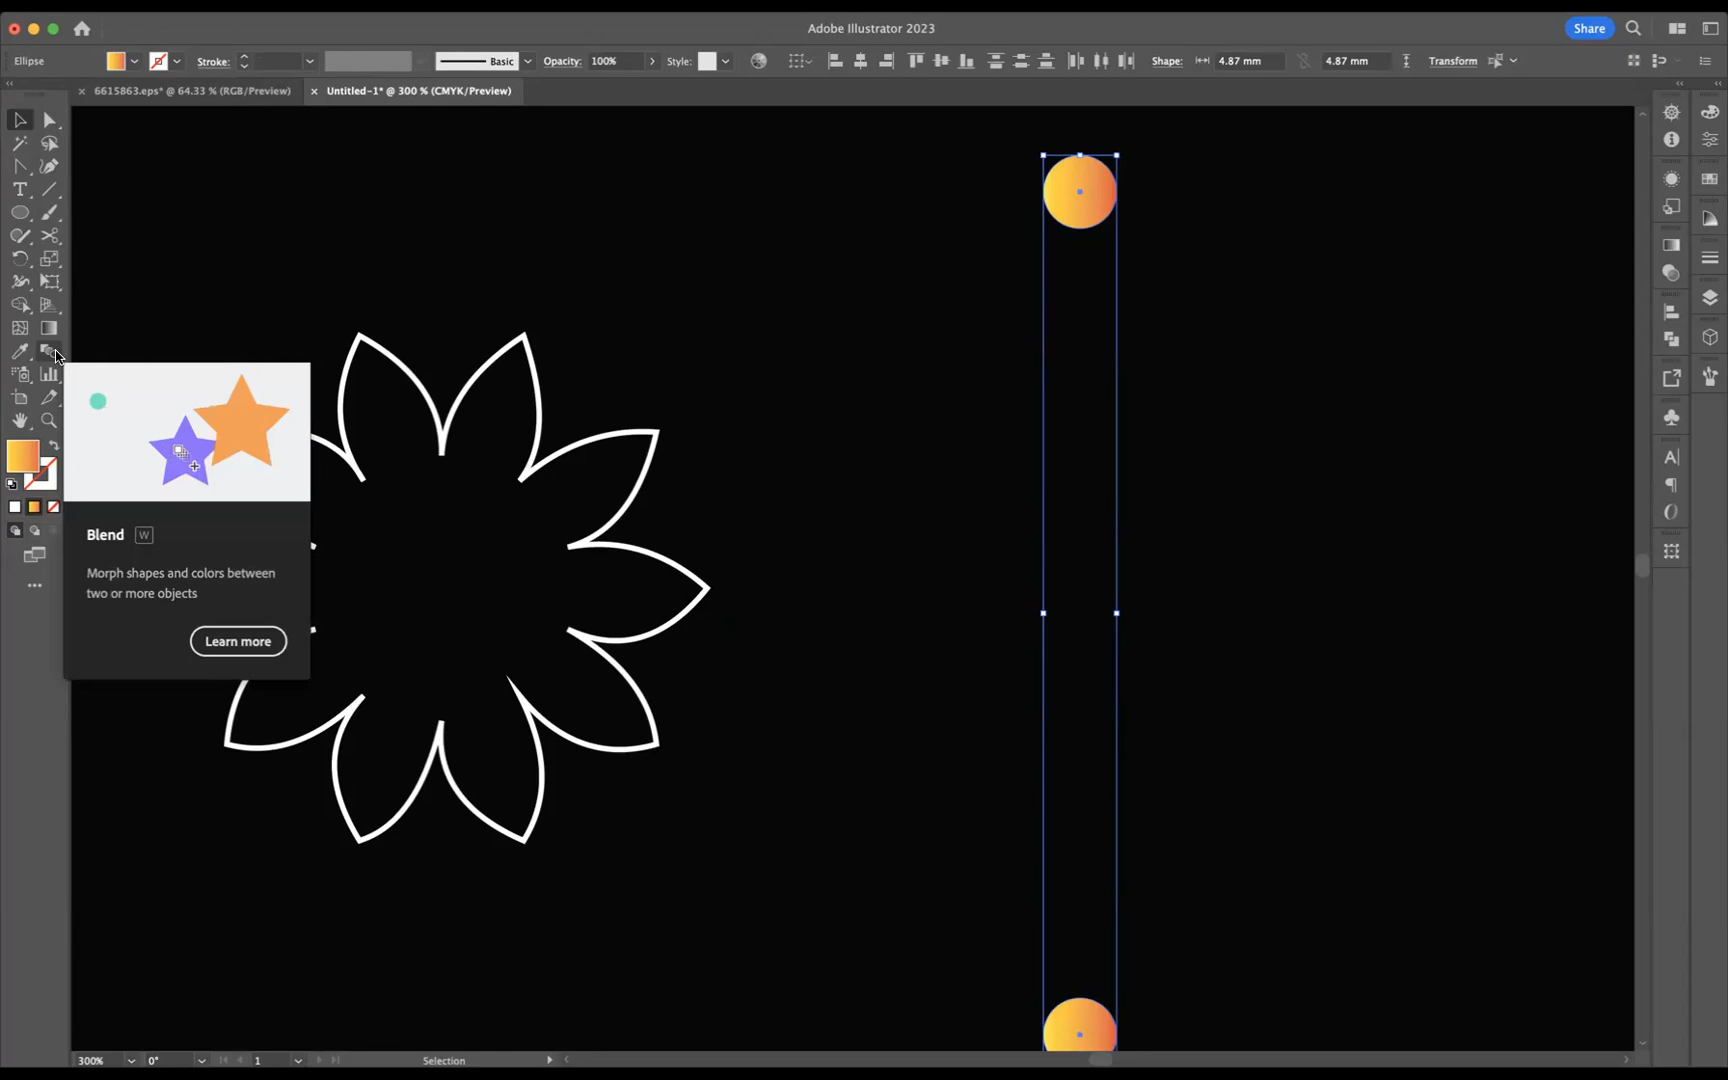 Adobe Illustrator 2023
Share
Ellipse
Stroke:
Basic
Opacity: 100%
Style:
Shape: 4.87 mm 4.87 mm Transform
× 6615863.eps* @ 64.33 % (RGB/Preview)
× Untitled-1* @ 300 % (CMYK/Preview)
Blend W
Morph shapes and colors between
two or more objects
Learn more
300% 0° 1 Selection